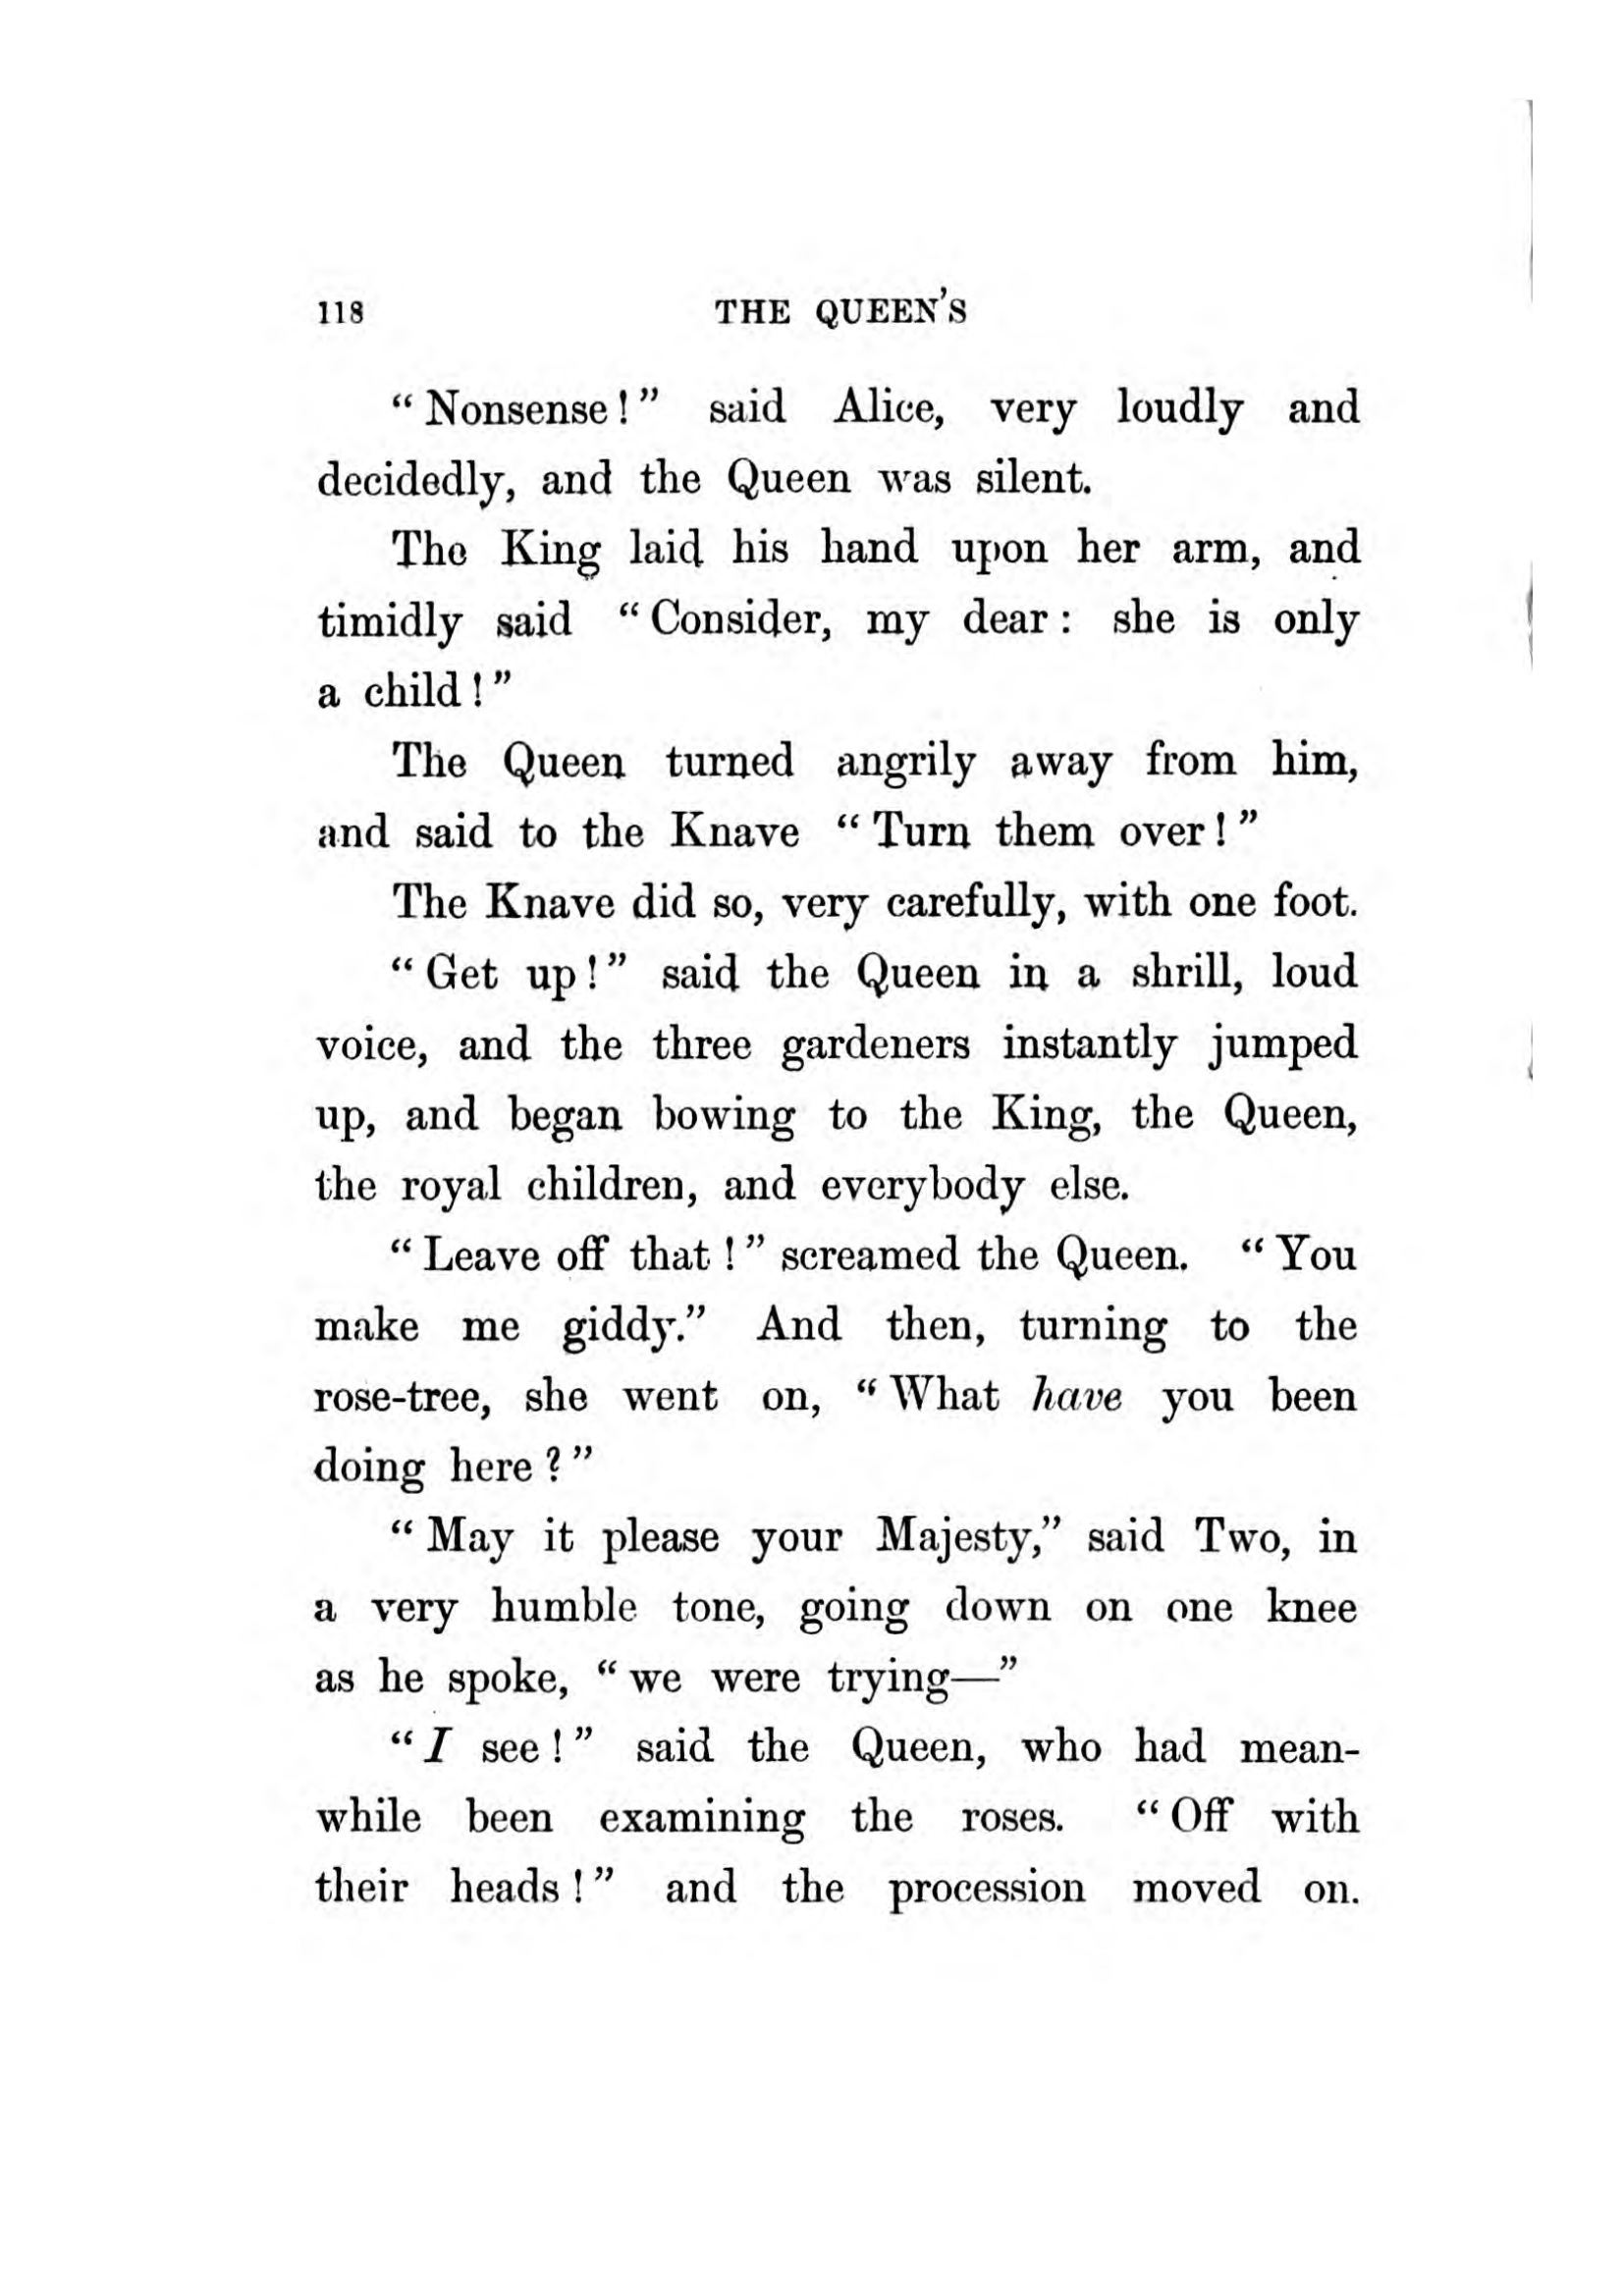 118 THE QUEEN'S
“Nonsense!” said Alice, very loudly and
decidedly, and the Queen was silent.
The King laid his hand upon her arm, and
timidly said “Consider, my dear: she is only
a child!”
The Queen turned angrily away from him,
and said to the Knave “Turn them over!”
The Knave did so, very carefully, with one foot.
“Get up!” said the Queen in a shrill, loud
voice, and the three gardeners instantly jumped
up, and began bowing to the King, the Queen,
the royal children, and everybody else.
“Leave off that!” screamed the Queen. “You
make me giddy.” And then, turning to the
rose-tree, she went on, “What have you been
doing here?”
“May it please your Majesty,” said Two, in
a very humble tone, going down on one knee
as he spoke, “we were trying—”
“I see!” said the Queen, who had mean-
while been examining the roses. “Off with
their heads!” and the procession moved on.